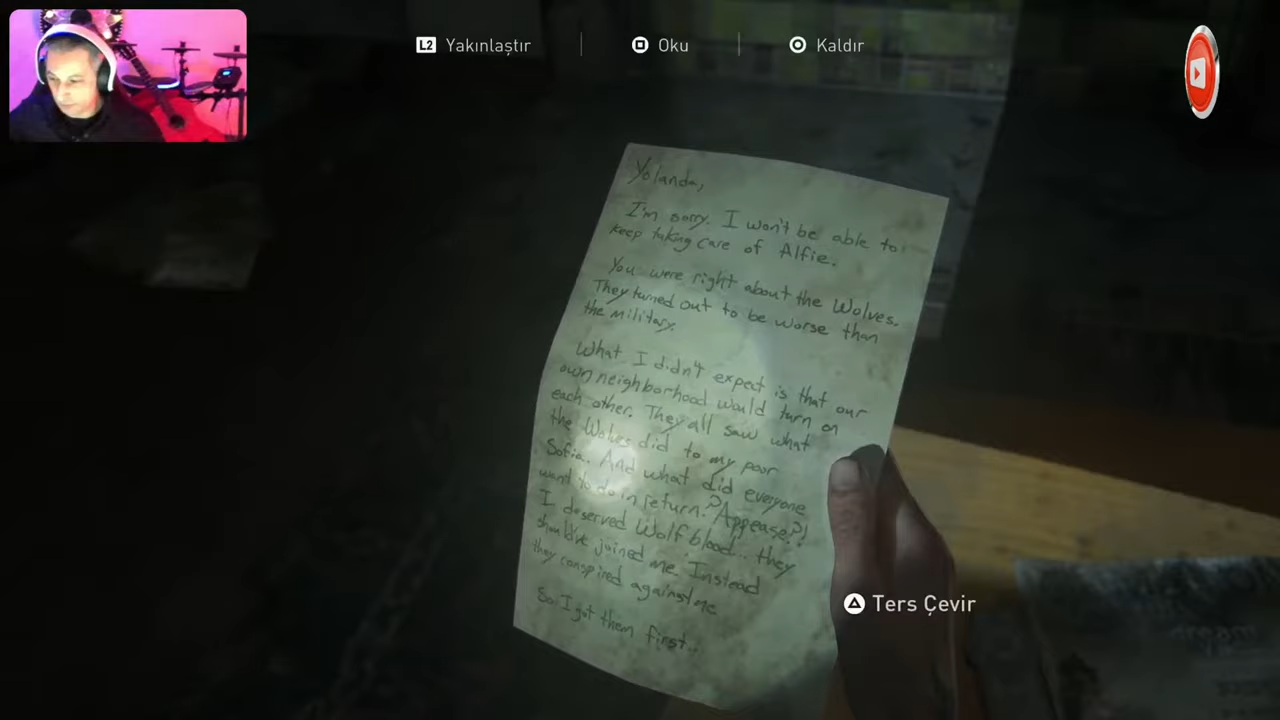 L2 Yakınlaştır
Oku
Kaldır
Yolanda,
I'm sorry. I won't be able to
keep taking care of Alfie.
You were right about the Wolves.
They turned out to be worse than
the military.
What I didn't expect is that our
own neighborhood would turn on
each other. They all saw what
the Wolves did to my poor
Sofia. And what did everyone
want to do in return? Appease?!
I deserved Wolf blood... they
should've joined me. Instead
they conspired against me
So I got them first...
Ters Çevir